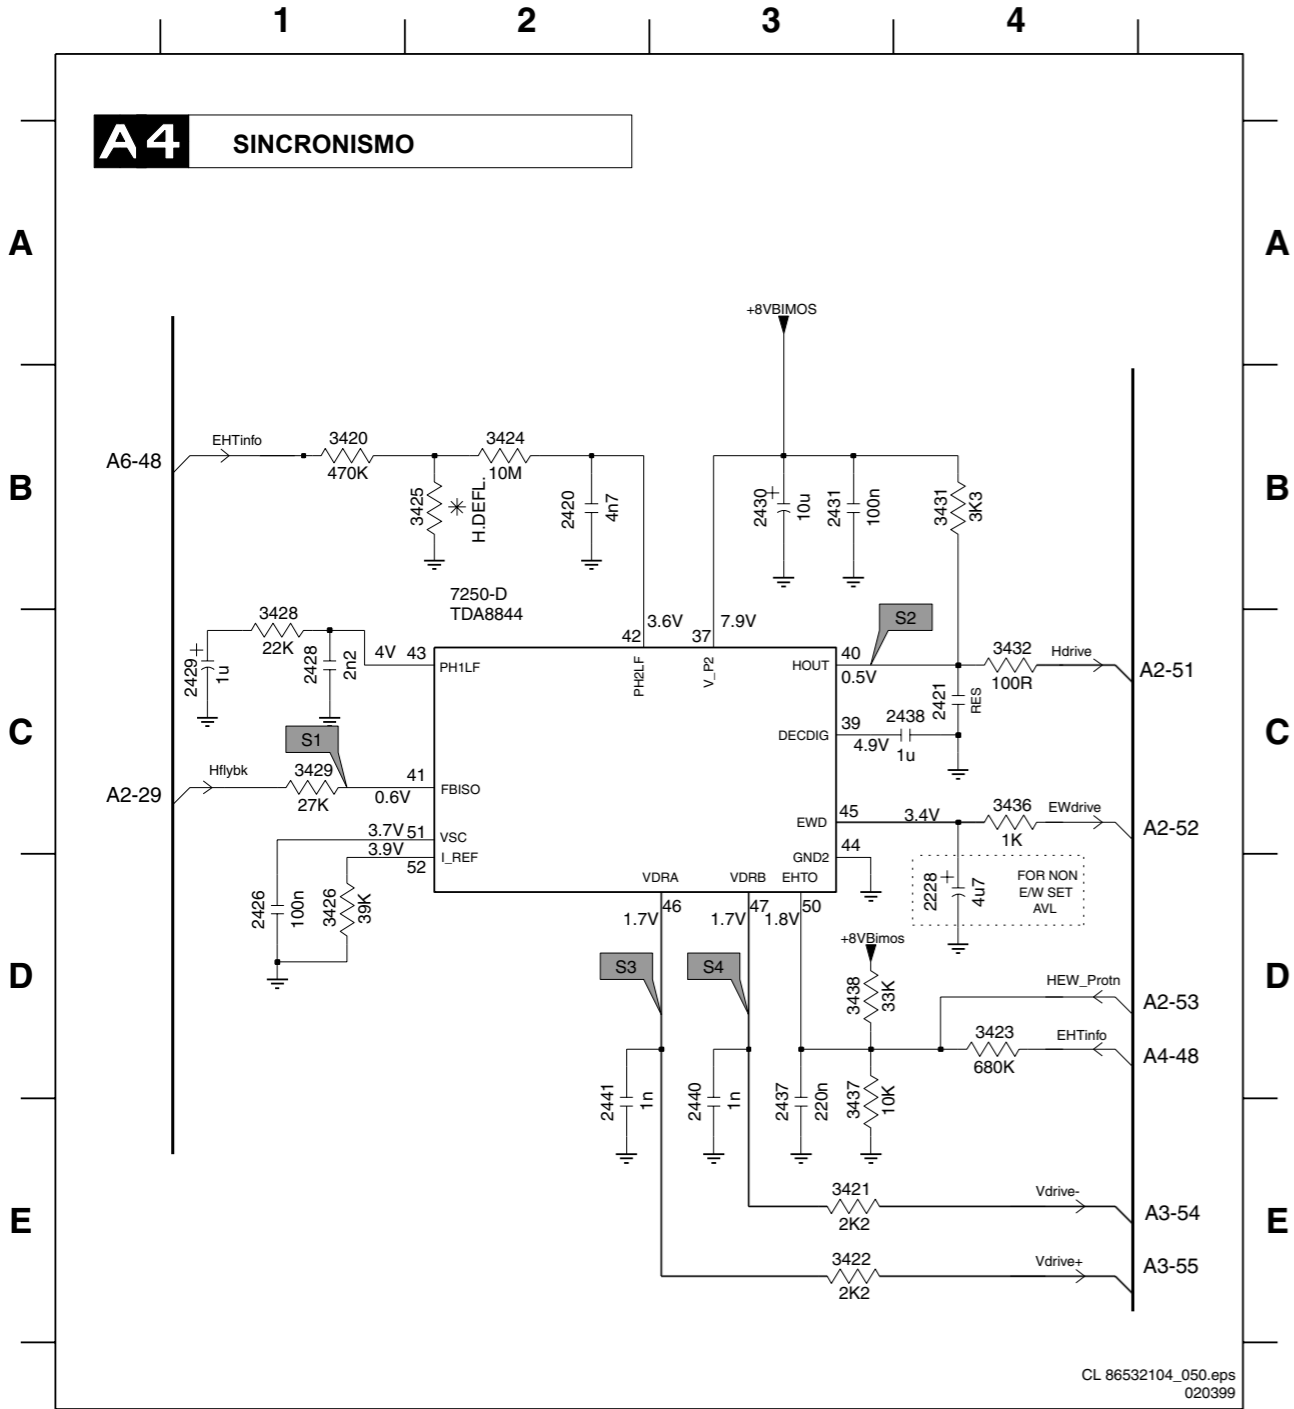 1 2 3 4
A4 SINCRONISMO
A A
+8VBIMOS
EHTinfo 3420 3424
A6-48 470K 10M
B B
3425 H.DEFL. 2420 4n7 2430 + 10u 2431 100n 3431 3K3
7250-D
TDA8844
3.6V 7.9V S2
42 37
3428 4V 43 PH1LF PH2LF V_P2 HOUT 40 3432 Hdrive
22K 0.5V 100R A2-51
2429 + 1u 2428 2n2 2421 RES
39 2438
C S1 DECDIG 4.9V 1u C
Hflybk 3429 41
A2-29 27K 0.6V FBISO
EWD 45 3.4V 3436 EWdrive
3.7V 51 VSC 1K A2-52
3.9V I_REF GND2 44
52
VDRA VDRB EHTO
2426 100n 3426 39K 46 47 50 2228 + 4u7 FOR NON
E/W SET
AVL
1.7V 1.7V 1.8V
+8VBimos
D S3 S4 3438 33K HEW_Protn D
A2-53
3423 EHTinfo
680K A4-48
2441 1n 2440 1n 2437 220n 3437 10K
3421 Vdrive-
E 2K2 A3-54 E
3422 Vdrive+ A3-55
2K2
CL 86532104_050.eps
020399